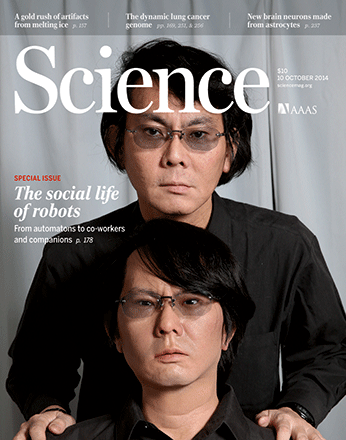 A gold rush of artifacts
from melting ice p. 157
The dynamic lung cancer
genome pp. 169, 251, & 256
New brain neurons made
from astrocytes p. 237
Science
$10
10 OCTOBER 2014
sciencemag.org
AAAS
SPECIAL ISSUE
The social life
of robots
From automatons to co-workers
and companions p. 178